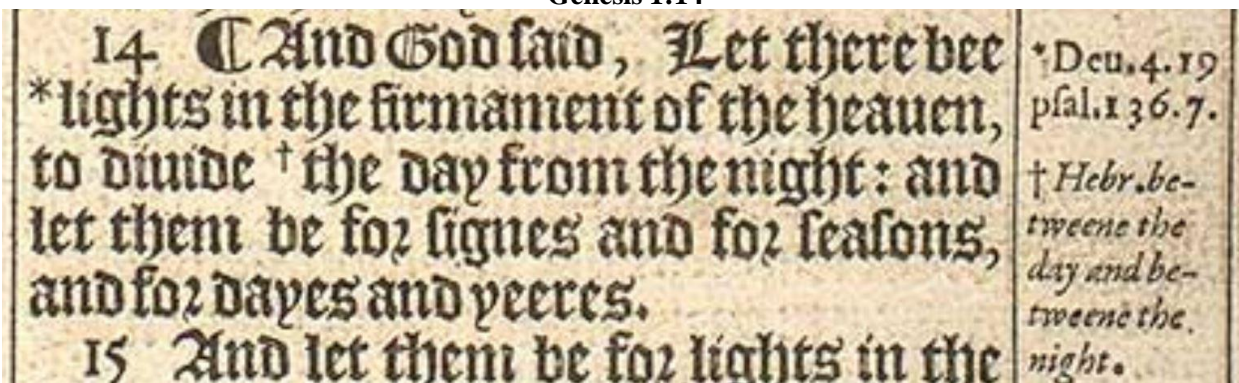 Genesis 1:14
14 ¶ And God ſaid, Let there bee
*lights in the firmament of the heauen,
to diuide † the day from the night: and
let them be for ſignes and for ſeaſons,
and for dayes and yeeres.
15 And let them be for lights in the
*Deu.4.19
pſal.136.7.
† Hebr.be-
tweene the
day and be-
tweene the.
night.